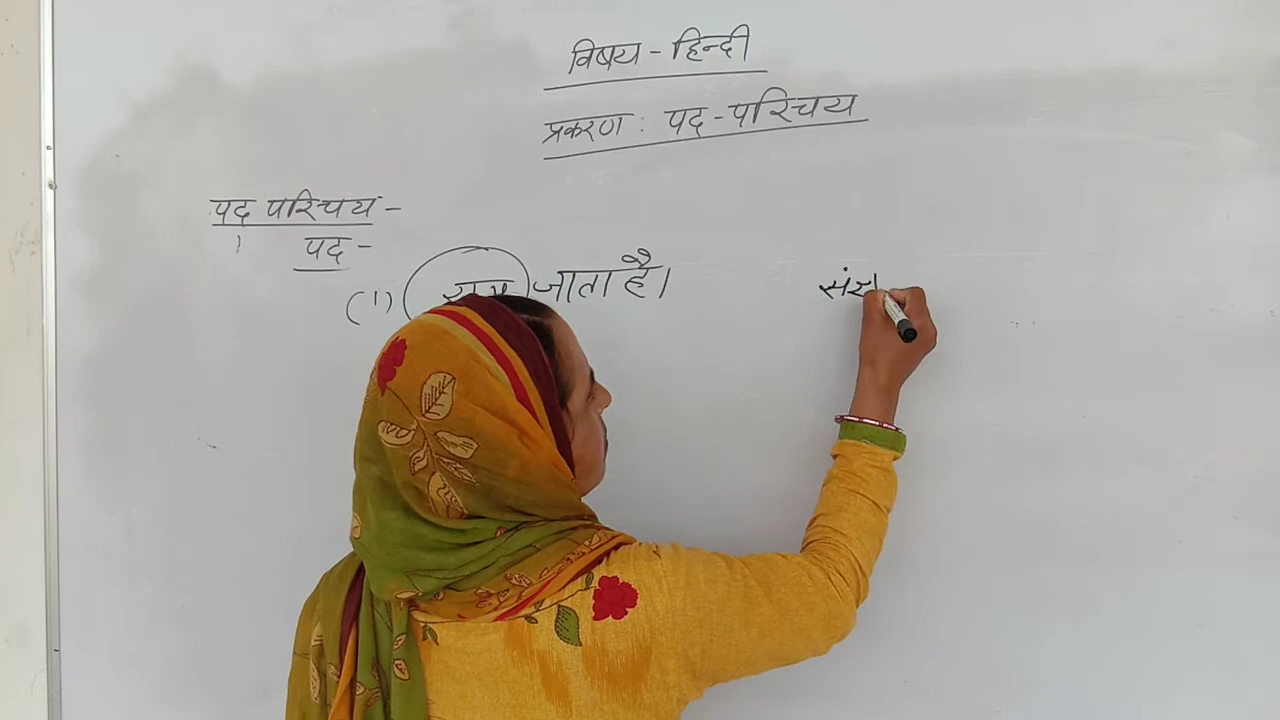 विषय - हिन्दी
प्रकरण : पद - परिचय
पद परिचय -
पद -
(1) राम जाता है।